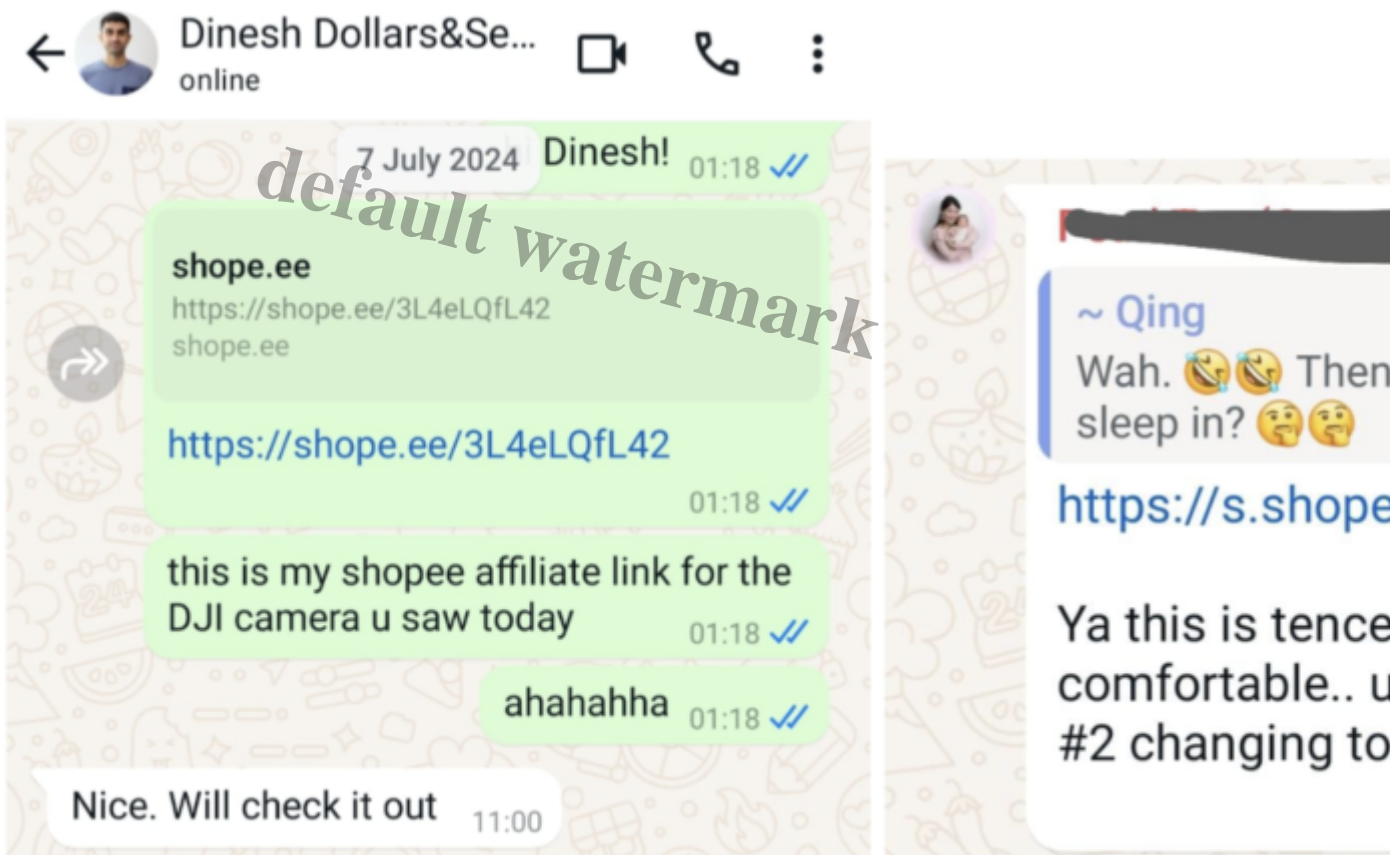 Dinesh Dollars&Se...
online
7 July 2024
Dinesh!
01:18
default watermark
shope.ee
https://shope.ee/3L4eLQfL42
shope.ee
https://shope.ee/3L4eLQfL42
01:18
this is my shopee affiliate link for the
DJI camera u saw today
01:18
ahahahha
01:18
Nice. Will check it out
11:00
~ Qing
Wah. 🤣🤣 Then
sleep in? 🤔🤔
https://s.shope
Ya this is tence
comfortable.. u
#2 changing to